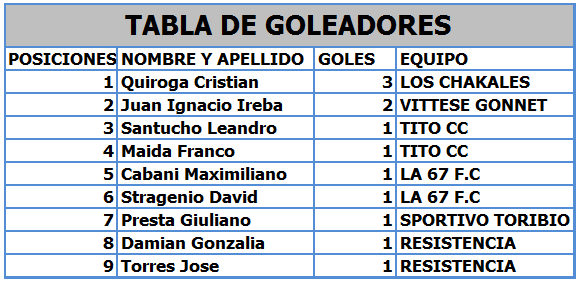 TABLA DE GOLEADORES
POSICIONES NOMBRE Y APELLIDO GOLES EQUIPO
1 Quiroga Cristian 3 LOS CHAKALES
2 Juan Ignacio Ireba 2 VITTESE GONNET
3 Santucho Leandro 1 TITO CC
4 Maida Franco 1 TITO CC
5 Cabani Maximiliano 1 LA 67 F.C
6 Stragenio David 1 LA 67 F.C
7 Presta Giuliano 1 SPORTIVO TORIBIO
8 Damian Gonzalia 1 RESISTENCIA
9 Torres Jose 1 RESISTENCIA